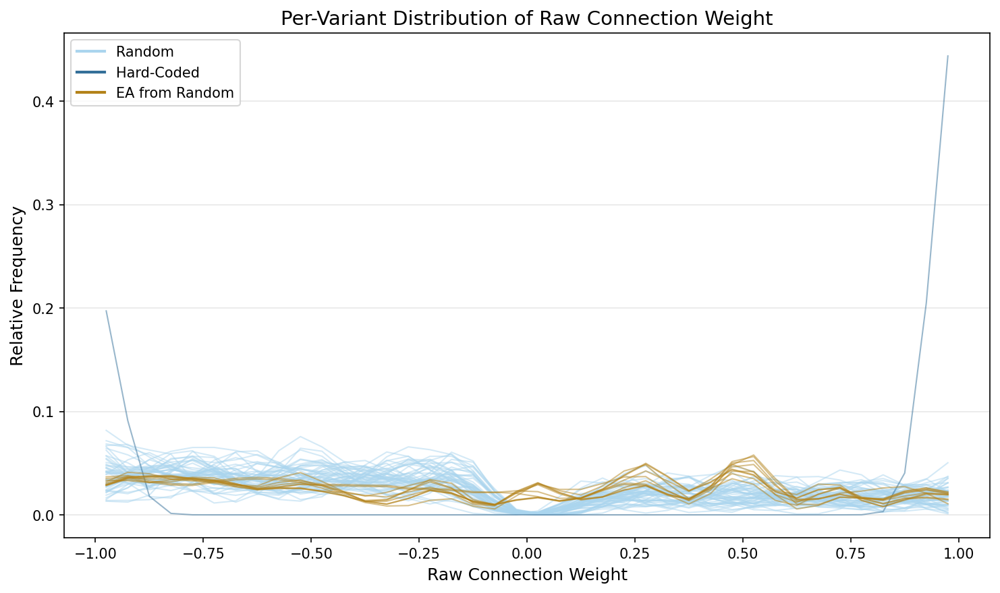 Per-Variant Distribution of Raw Connection Weight
Random
Hard-Coded
EA from Random
Relative Frequency
0.4
0.3
0.2
0.1
0.0
−1.00 −0.75 −0.50 −0.25 0.00 0.25 0.50 0.75 1.00
Raw Connection Weight